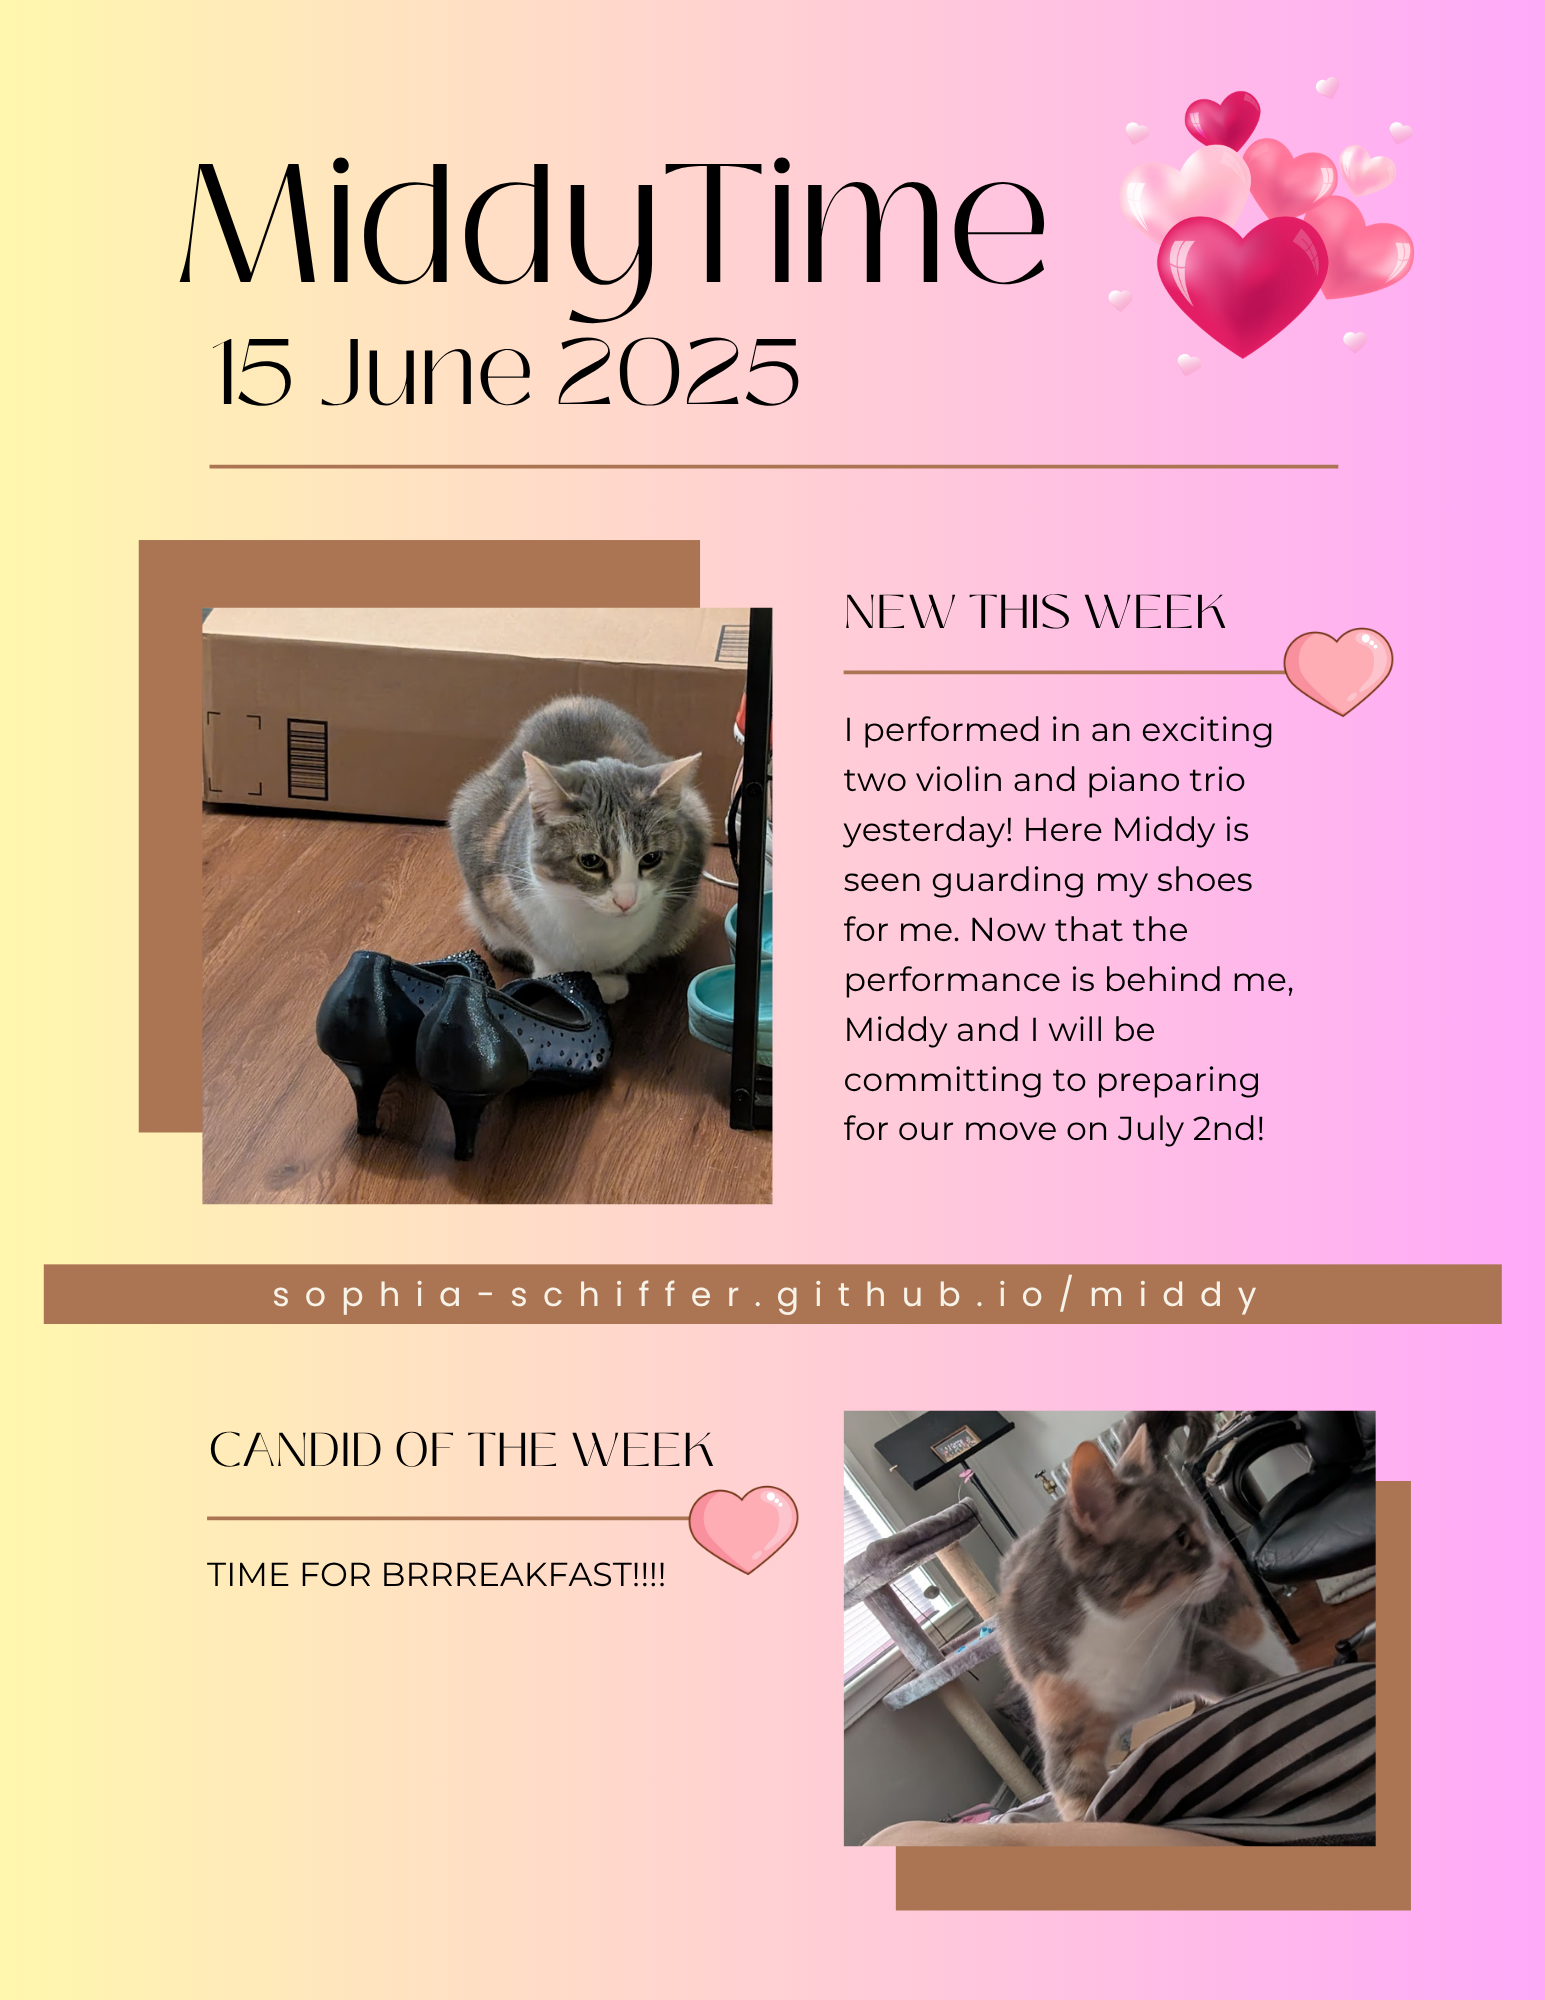 MiddyTime
15 June 2025
NEW THIS WEEK
I performed in an exciting
two violin and piano trio
yesterday! Here Middy is
seen guarding my shoes
for me. Now that the
performance is behind me,
Middy and I will be
committing to preparing
for our move on July 2nd!
sophia-schiffer.github.io/middy
CANDID OF THE WEEK
TIME FOR BRRREAKFAST!!!!